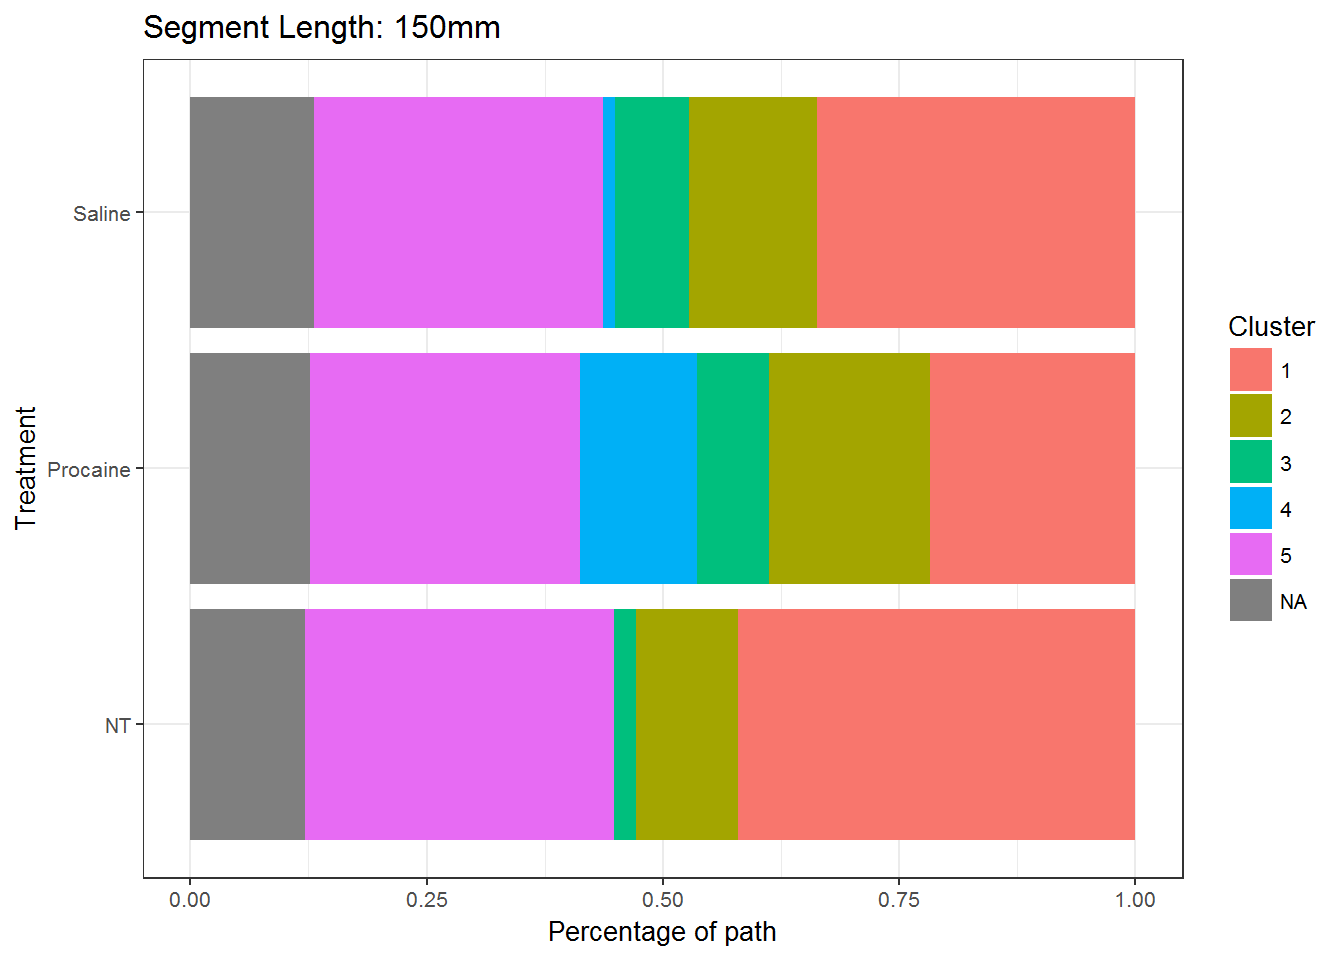 Segment Length: 150mm
Treatment
Saline
Procaine
NT
0.00 0.25 0.50 0.75 1.00
Percentage of path
Cluster
1
2
3
4
5
NA